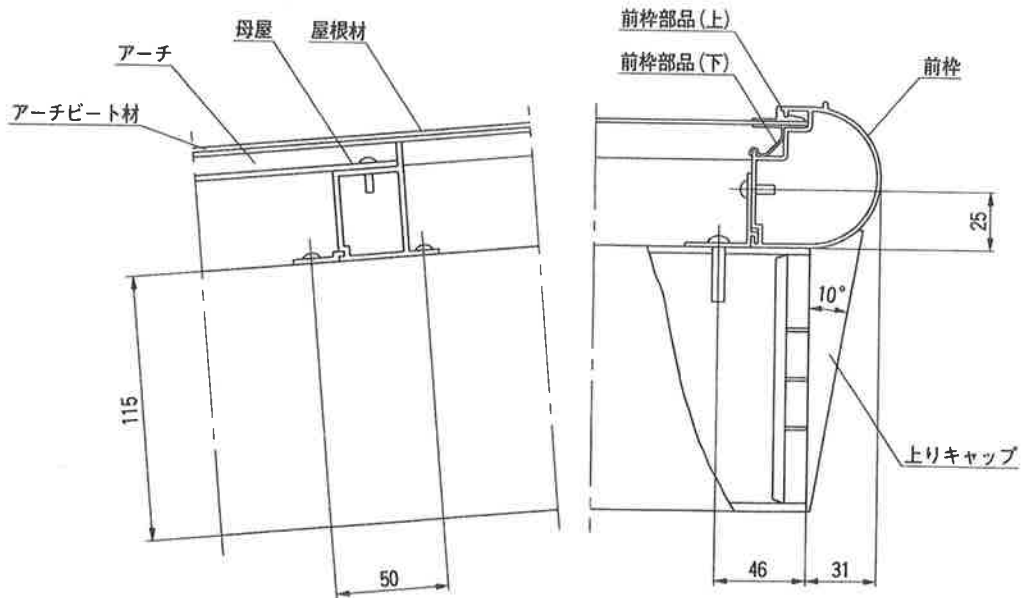 アーチ
母屋
屋根材
アーチビート材
115
50
前枠部品(上)
前枠部品(下)
前枠
25
10°
上りキャップ
46
31